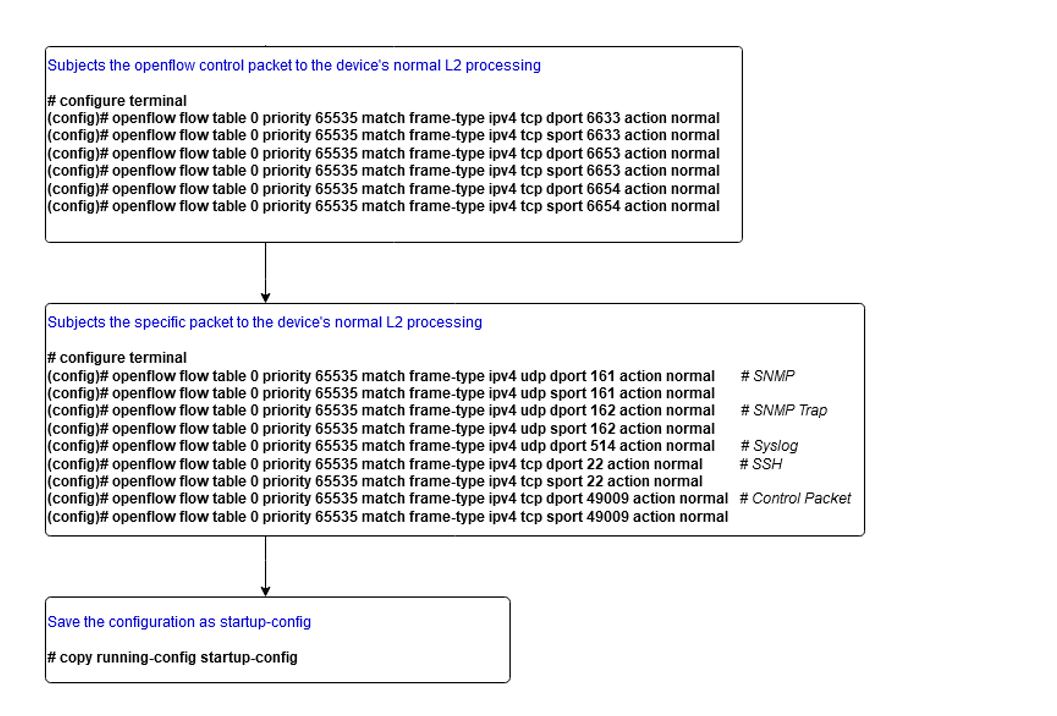 Subjects the openflow control packet to the device's normal L2 processing
# configure terminal
(config)# openflow flow table 0 priority 65535 match frame-type ipv4 tcp dport 6633 action normal
(config)# openflow flow table 0 priority 65535 match frame-type ipv4 tcp sport 6633 action normal
(config)# openflow flow table 0 priority 65535 match frame-type ipv4 tcp dport 6653 action normal
(config)# openflow flow table 0 priority 65535 match frame-type ipv4 tcp sport 6653 action normal
(config)# openflow flow table 0 priority 65535 match frame-type ipv4 tcp dport 6654 action normal
(config)# openflow flow table 0 priority 65535 match frame-type ipv4 tcp sport 6654 action normal
Subjects the specific packet to the device's normal L2 processing
# configure terminal
(config)# openflow flow table 0 priority 65535 match frame-type ipv4 udp dport 161 action normal # SNMP
(config)# openflow flow table 0 priority 65535 match frame-type ipv4 udp sport 161 action normal
(config)# openflow flow table 0 priority 65535 match frame-type ipv4 udp dport 162 action normal # SNMP Trap
(config)# openflow flow table 0 priority 65535 match frame-type ipv4 udp sport 162 action normal
(config)# openflow flow table 0 priority 65535 match frame-type ipv4 udp dport 514 action normal # Syslog
(config)# openflow flow table 0 priority 65535 match frame-type ipv4 tcp dport 22 action normal # SSH
(config)# openflow flow table 0 priority 65535 match frame-type ipv4 tcp sport 22 action normal
(config)# openflow flow table 0 priority 65535 match frame-type ipv4 tcp dport 49009 action normal # Control Packet
(config)# openflow flow table 0 priority 65535 match frame-type ipv4 tcp sport 49009 action normal
Save the configuration as startup-config
# copy running-config startup-config